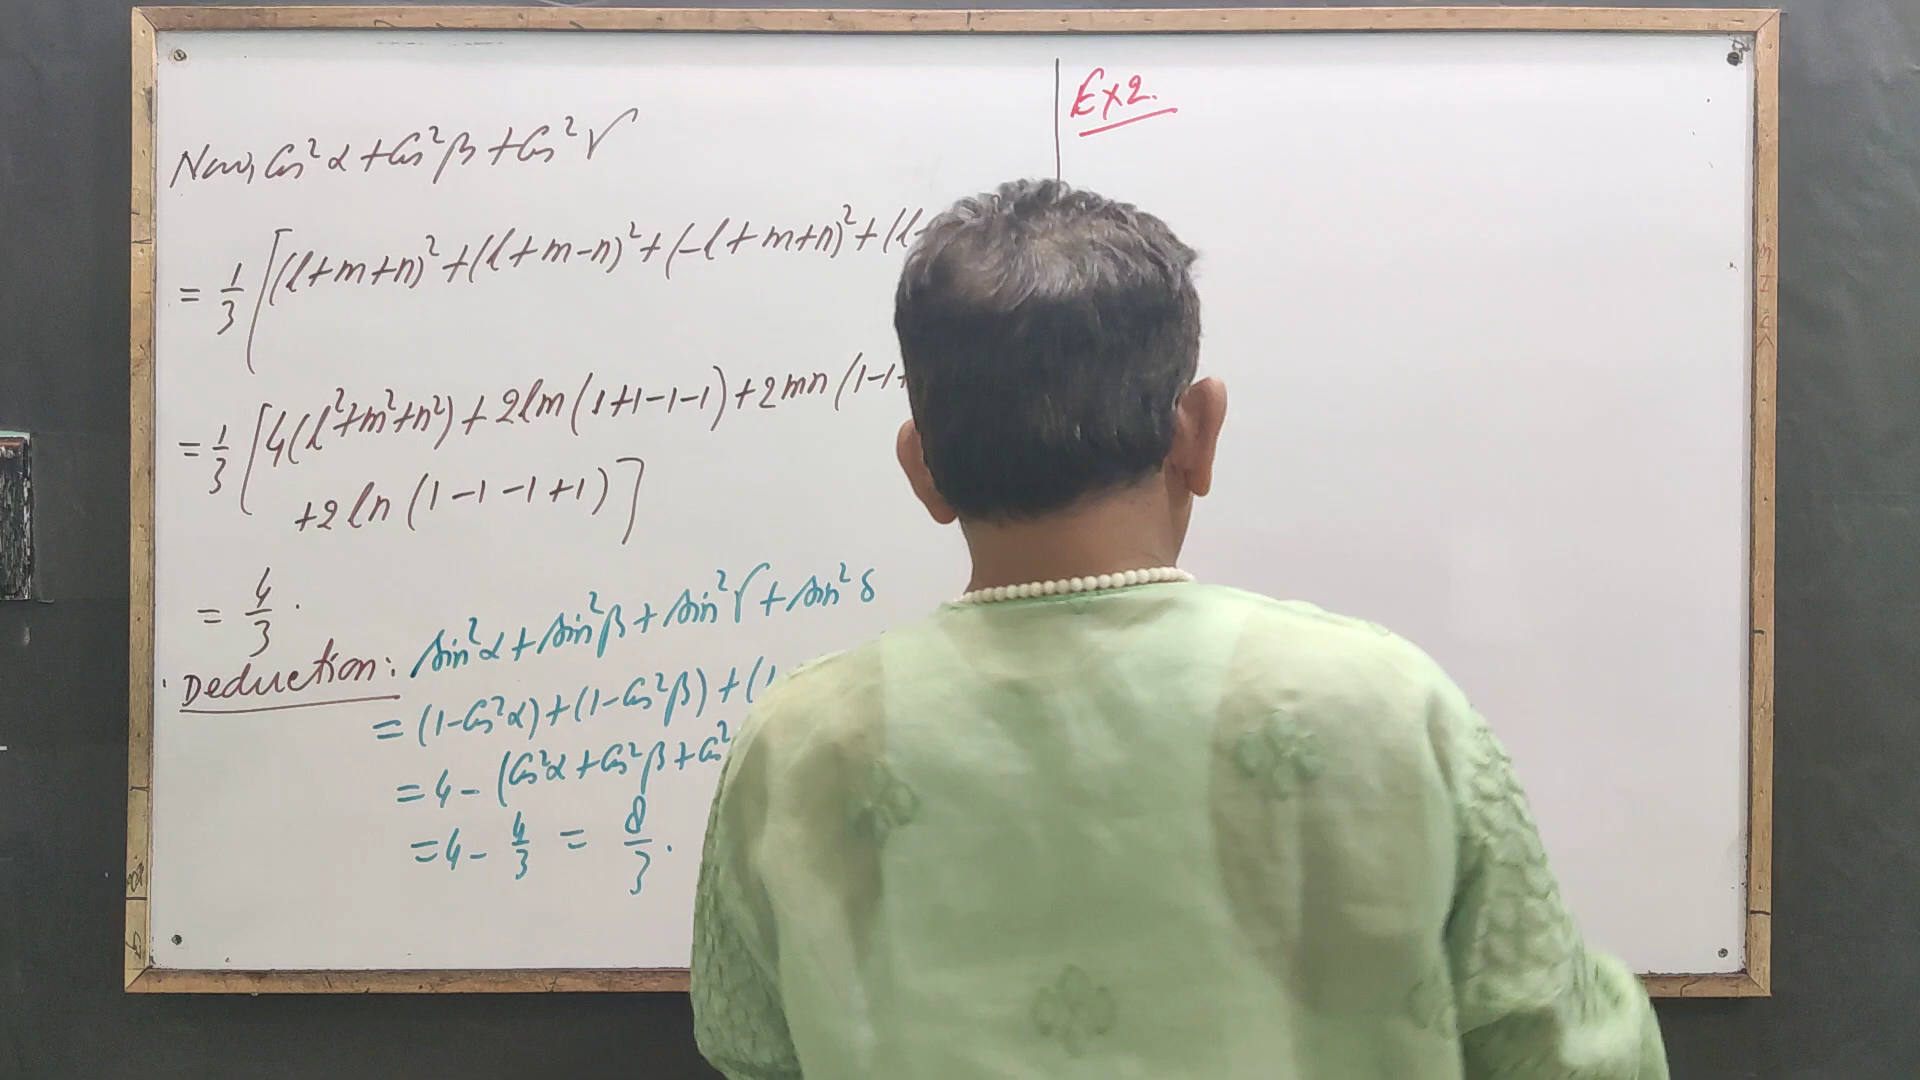 Now, Cos²α + Cos²β + Cos²γ
= 1/3 [(l+m+n)² + (l+m-n)² + (-l+m+n)² + (l-
= 1/3 [4(l²+m²+n²) + 2lm(1+1-1-1) + 2mn(1-1+
+2ln(1-1-1+1)]
= 4/3.
Deduction: sin²α + sin²β + sin²γ + sin²δ
= (1-Cos²α) + (1-Cos²β) + (1
= 4 - (Cos²α + Cos²β + Cos²
= 4 - 4/3 = 8/3.
Ex2.